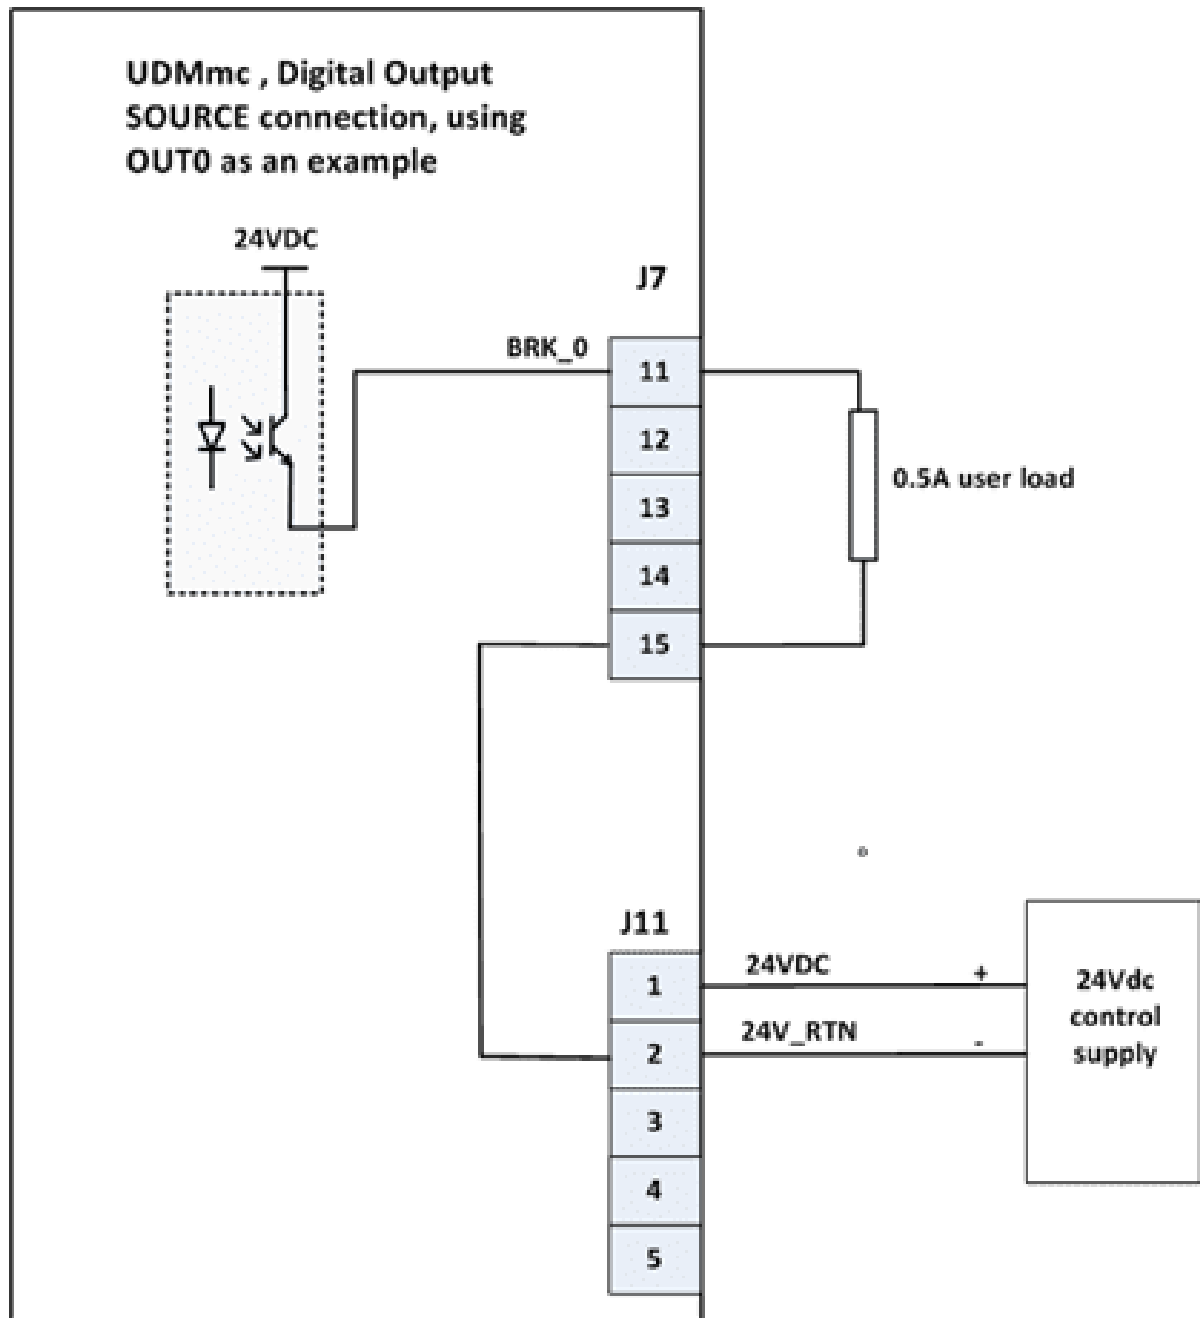 UDMmc , Digital Output
SOURCE connection, using
OUT0 as an example
24VDC
J7
BRK_0
11
12
13
14
15
0.5A user load
J11
1
2
3
4
5
24VDC
+
24V_RTN
-
24Vdc
control
supply